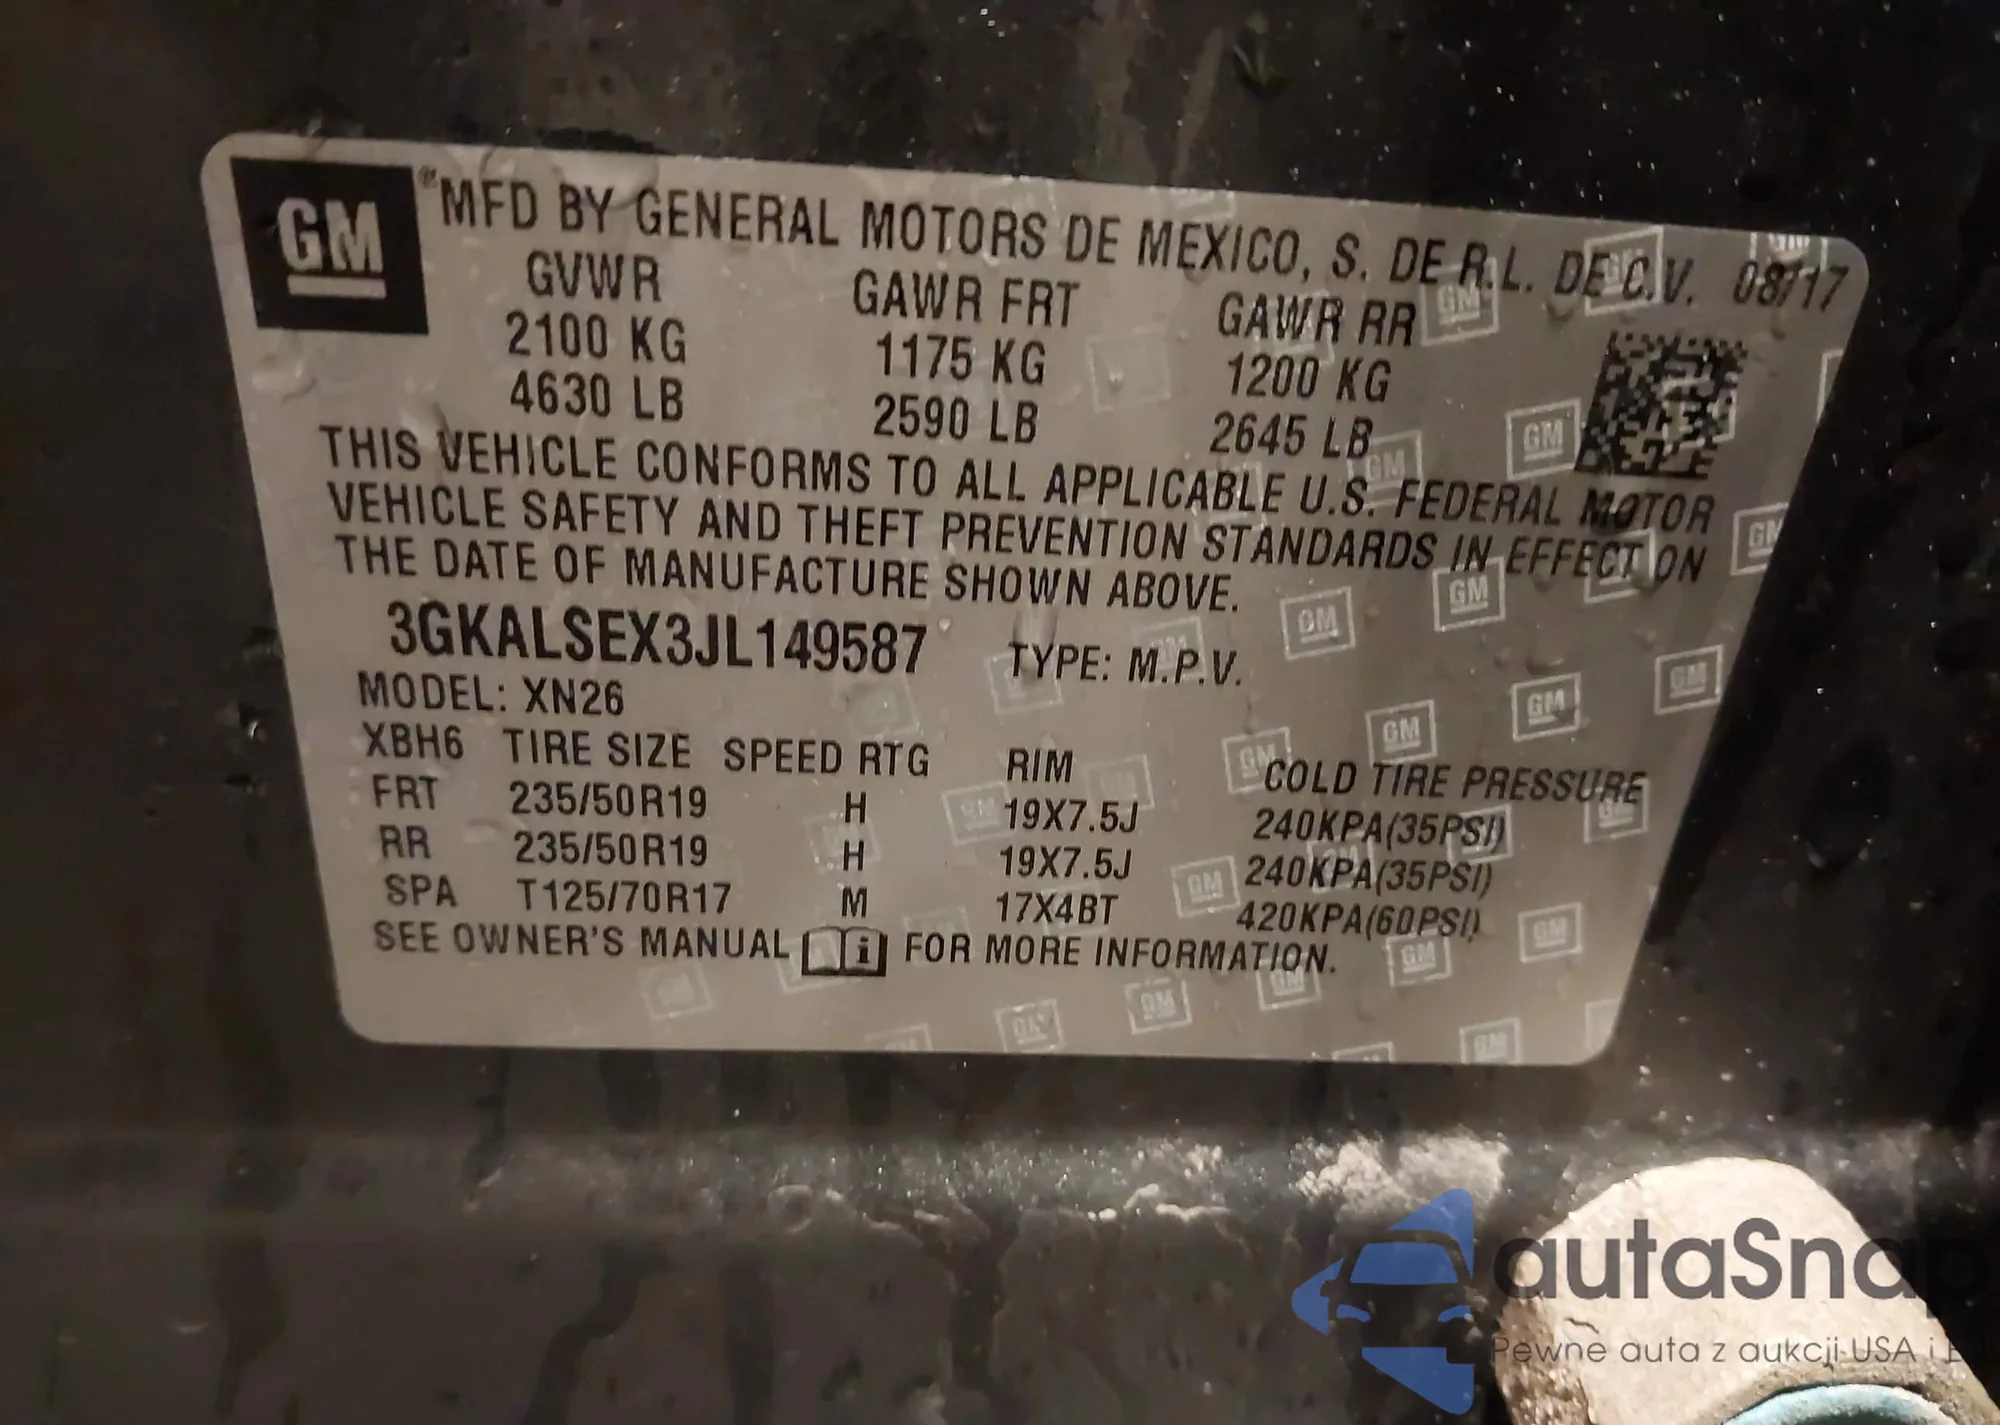 GM ® MFD BY GENERAL MOTORS DE MEXICO, S. DE R.L. DE C.V. 08/17
GVWR GAWR FRT GAWR RR
2100 KG 1175 KG 1200 KG
4630 LB 2590 LB 2645 LB
THIS VEHICLE CONFORMS TO ALL APPLICABLE U.S. FEDERAL MOTOR
VEHICLE SAFETY AND THEFT PREVENTION STANDARDS IN EFFECT ON
THE DATE OF MANUFACTURE SHOWN ABOVE.
3GKALSEX3JL149587 TYPE: M.P.V.
MODEL: XN26
XBH6 TIRE SIZE SPEED RTG RIM COLD TIRE PRESSURE
FRT 235/50R19 H 19X7.5J 240KPA(35PSI)
RR 235/50R19 H 19X7.5J 240KPA(35PSI)
SPA T125/70R17 M 17X4BT 420KPA(60PSI)
SEE OWNER'S MANUAL i FOR MORE INFORMATION.
autaSnap
Pewne auta z aukcji USA i